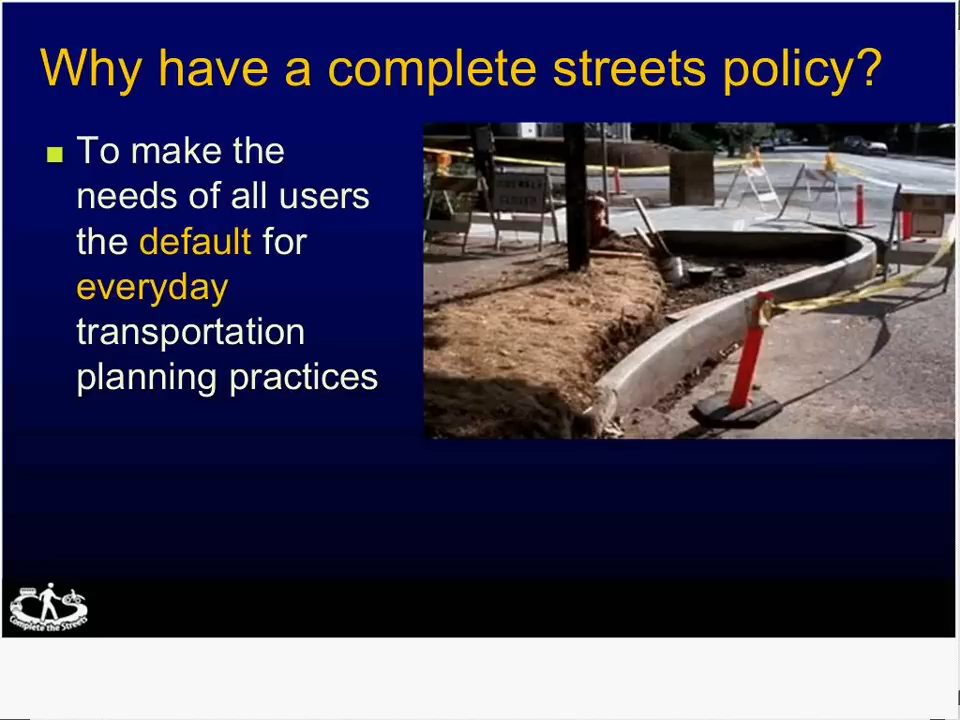 Why have a complete streets policy?
To make the
needs of all users
the default for
everyday
transportation
planning practices
Complete the Streets